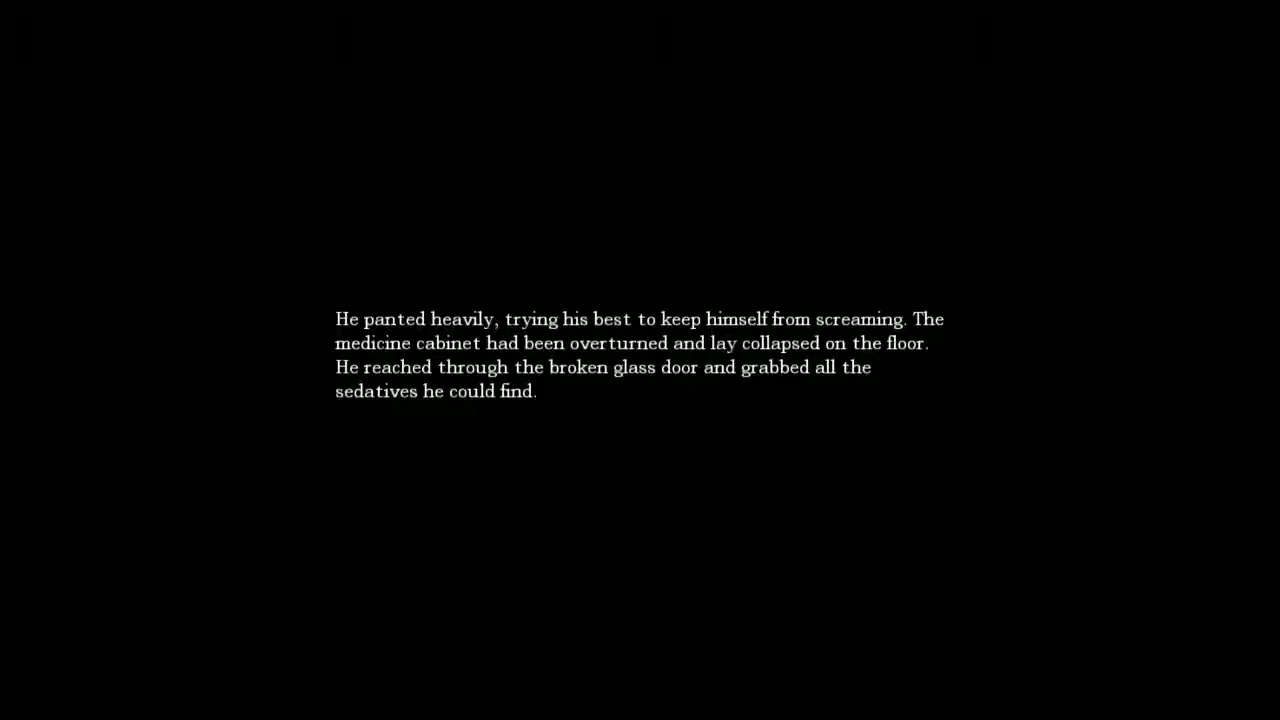 He panted heavily, trying his best to keep himself from screaming. The
medicine cabinet had been overturned and lay collapsed on the floor.
He reached through the broken glass door and grabbed all the
sedatives he could find.